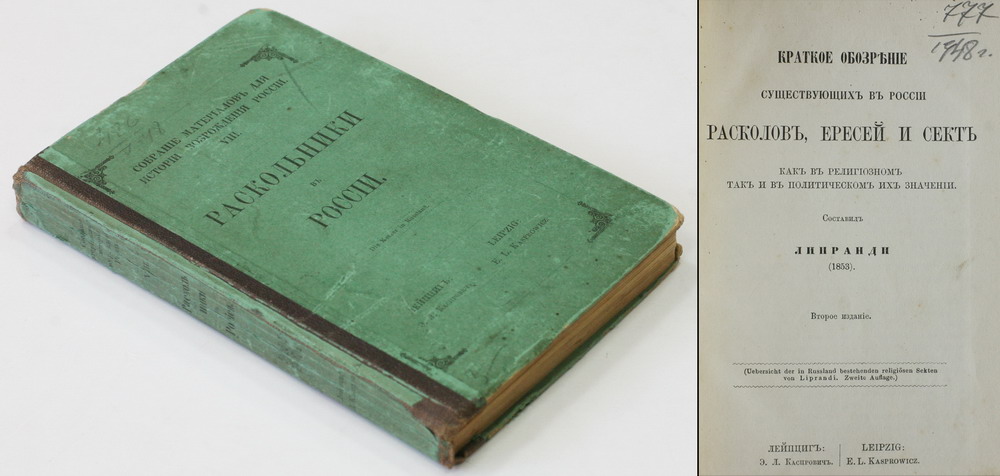 СОБРАНІЕ МАТЕРІАЛОВЪ ДЛЯ
ИСТОРІИ ВОЗРОЖДЕНІЯ РОССІИ.
VIII.
РАСКОЛЬНИКИ
ВЪ
РОССІИ.
ЛЕЙПЦИГЪ.
Э. Л. Каспровичъ.
LEIPZIG:
E. L. Kasprowicz.
777
1948 г.
КРАТКОЕ ОБОЗРѢНІЕ
СУЩЕСТВУЮЩИХЪ ВЪ РОССІИ
РАСКОЛОВЪ, ЕРЕСЕЙ И СЕКТЪ
КАКЪ ВЪ РЕЛИГІОЗНОМЪ
ТАКЪ И ВЪ ПОЛИТИЧЕСКОМЪ ИХЪ ЗНАЧЕНІИ.
Составилъ
ЛИПРАНДИ
(1853).
Второе изданіе.
(Uebersicht der in Russland bestehenden religiösen Sekten
von Liprandi. Zweite Auflage.)
ЛЕЙПЦИГЪ:
Э. Л. Каспровичъ.
LEIPZIG:
E. L. Kasprowicz.